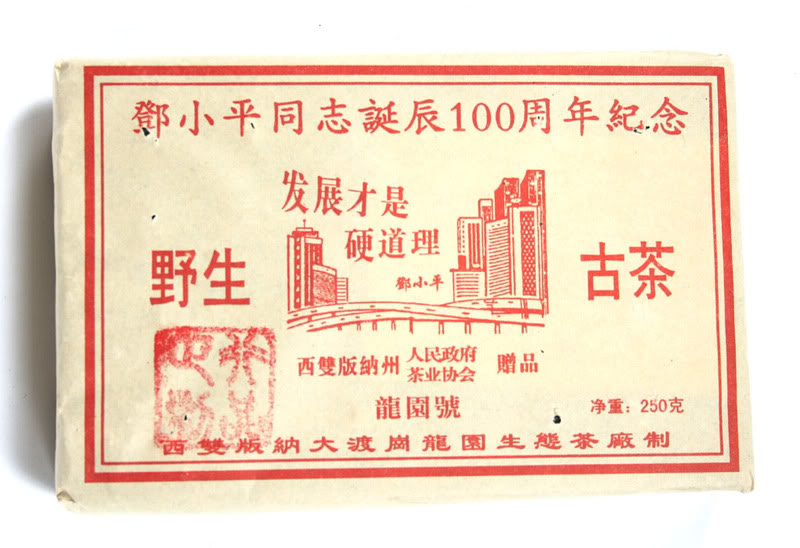 鄧小平同志誕辰100周年紀念
发展才是
硬道理
鄧小平
野生
古茶
西雙版納州 人民政府 茶业协会 贈品
龍園號
净重：250克
西雙版納大渡崗龍園生態茶廠制